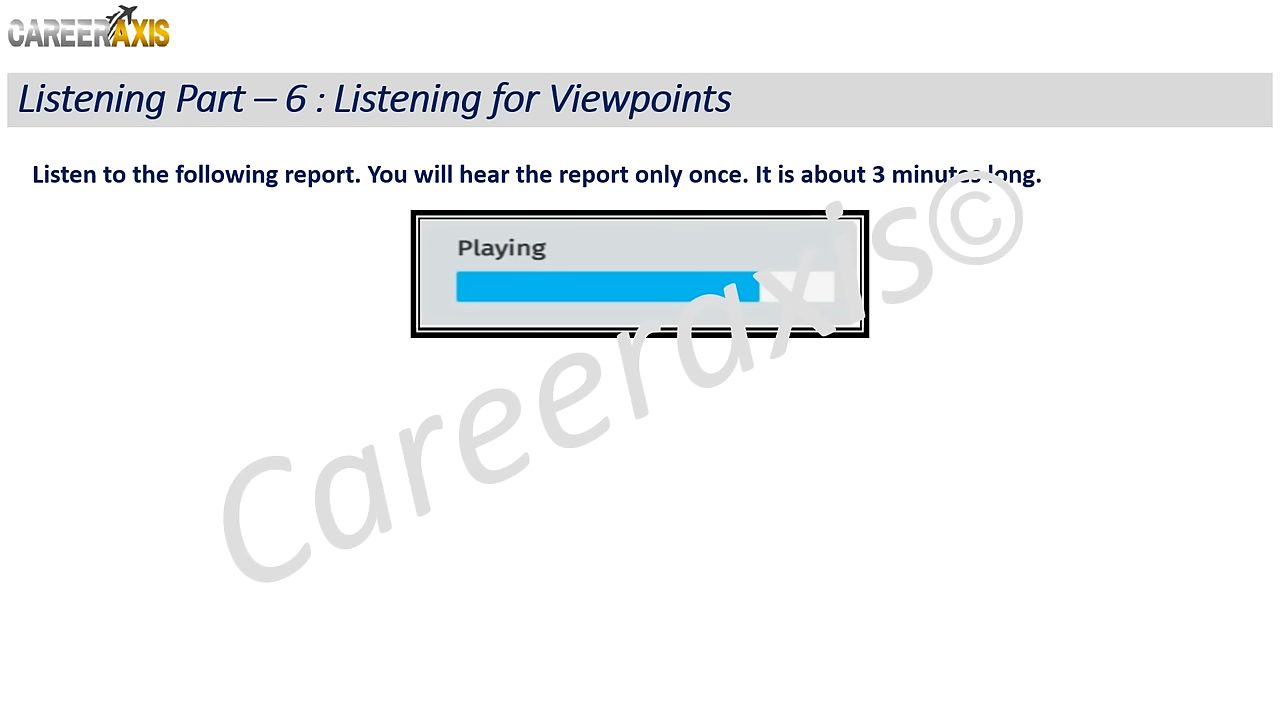 CAREERAXIS
Listening Part – 6 : Listening for Viewpoints
Listen to the following report. You will hear the report only once. It is about 3 minutes long.
Playing
Careeraxis©